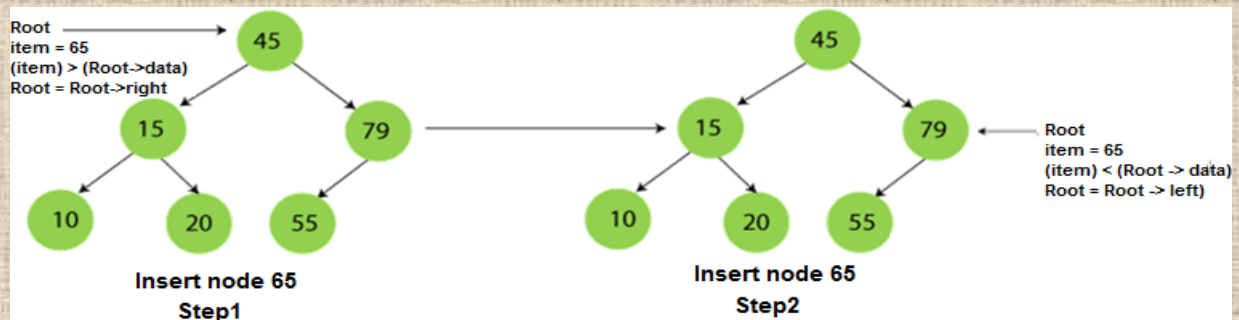 Root
item = 65
(item) > (Root->data)
Root = Root->right
45
15
79
10
20
55
Insert node 65
Step1
45
15
79
10
20
55
Root
item = 65
(item) < (Root -> data)
Root = Root -> left)
Insert node 65
Step2